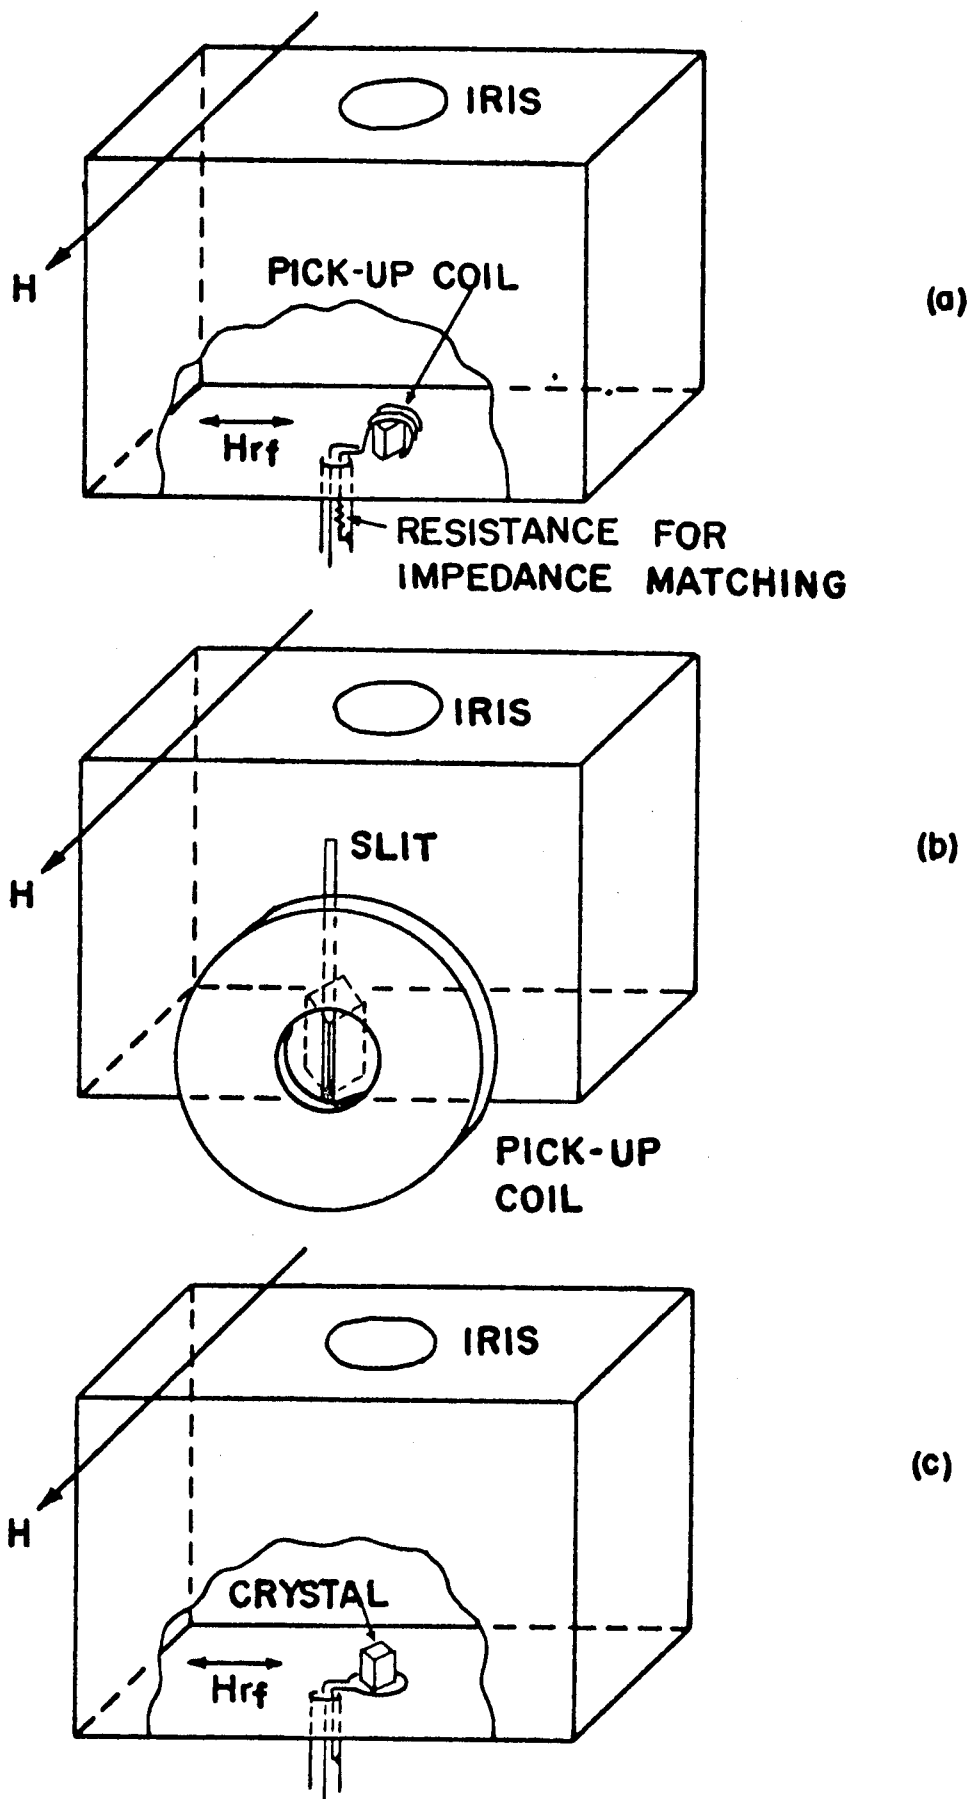 IRIS
H
PICK-UP COIL
(a)
Hrf
RESISTANCE FOR
IMPEDANCE MATCHING
IRIS
SLIT
(b)
H
PICK-UP
COIL
IRIS
(c)
H
CRYSTAL
Hrf